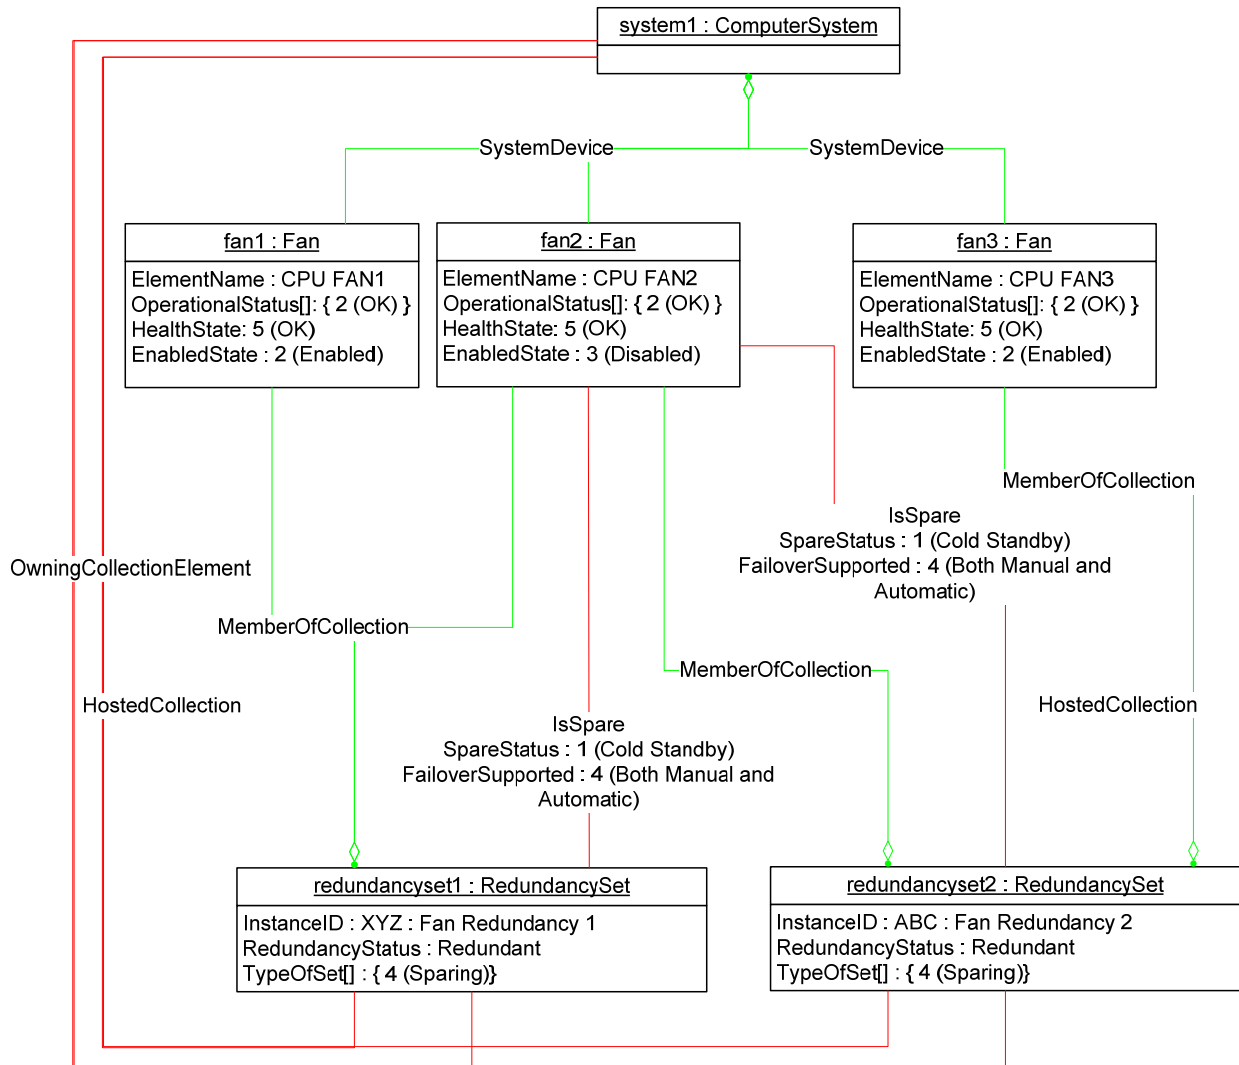 system1 : ComputerSystem
SystemDevice
SystemDevice
fan1 : Fan
ElementName : CPU FAN1
OperationalStatus[]: { 2 (OK) }
HealthState: 5 (OK)
EnabledState : 2 (Enabled)
fan2 : Fan
ElementName : CPU FAN2
OperationalStatus[]: { 2 (OK) }
HealthState: 5 (OK)
EnabledState : 3 (Disabled)
fan3 : Fan
ElementName : CPU FAN3
OperationalStatus[]: { 2 (OK) }
HealthState: 5 (OK)
EnabledState : 2 (Enabled)
MemberOfCollection
IsSpare
SpareStatus : 1 (Cold Standby)
FailoverSupported : 4 (Both Manual and
Automatic)
OwningCollectionElement
MemberOfCollection
MemberOfCollection
HostedCollection
HostedCollection
IsSpare
SpareStatus : 1 (Cold Standby)
FailoverSupported : 4 (Both Manual and
Automatic)
redundancyset1 : RedundancySet
InstanceID : XYZ : Fan Redundancy 1
RedundancyStatus : Redundant
TypeOfSet[] : { 4 (Sparing)}
redundancyset2 : RedundancySet
InstanceID : ABC : Fan Redundancy 2
RedundancyStatus : Redundant
TypeOfSet[] : { 4 (Sparing)}